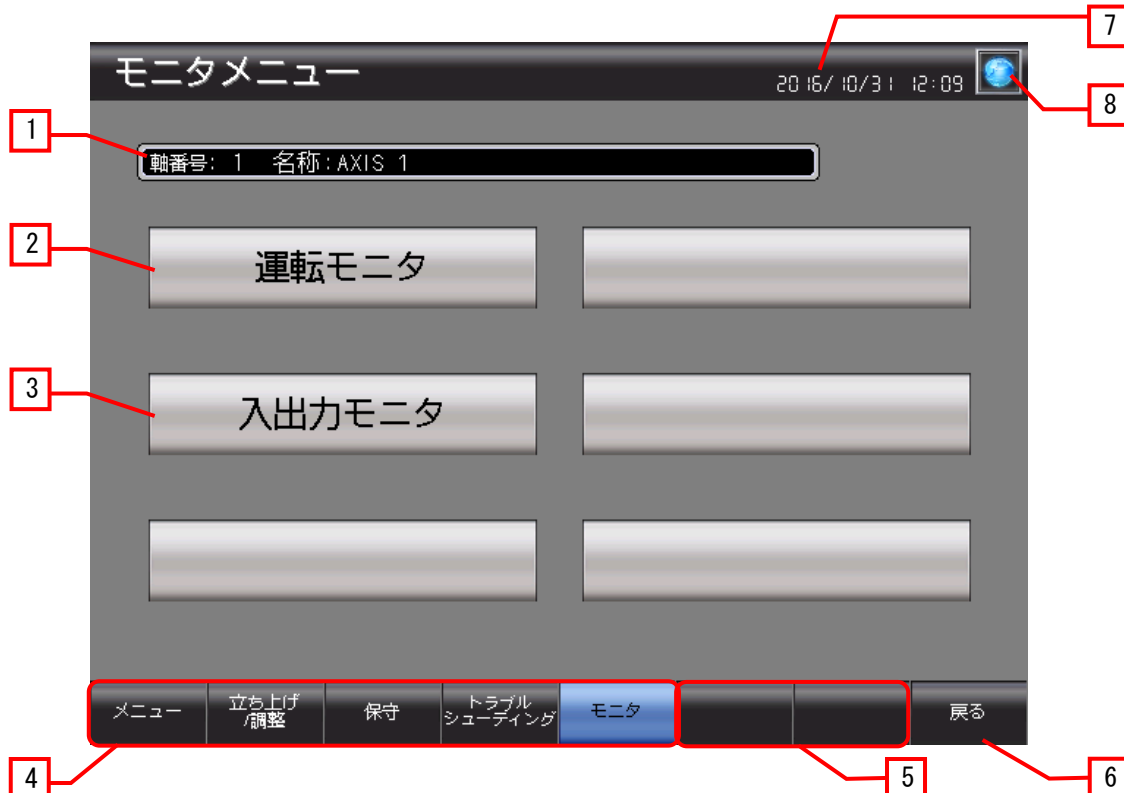 7
モニタメニュー
2016/10/31 12:09
8
1
軸番号: 1 名称:AXIS 1
2
運転モニタ
3
入出力モニタ
メニュー
立ち上げ
/調整
保守
トラブル
シューティング
モニタ
戻る
4
5
6